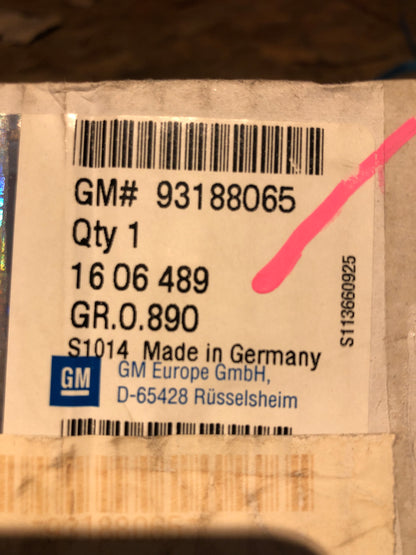 GM# 93188065
Qty 1
16 06 489
GR.O.890
S1014 Made in Germany
GM
GM Europe GmbH,
D-65428 Rüsselsheim
S113660925